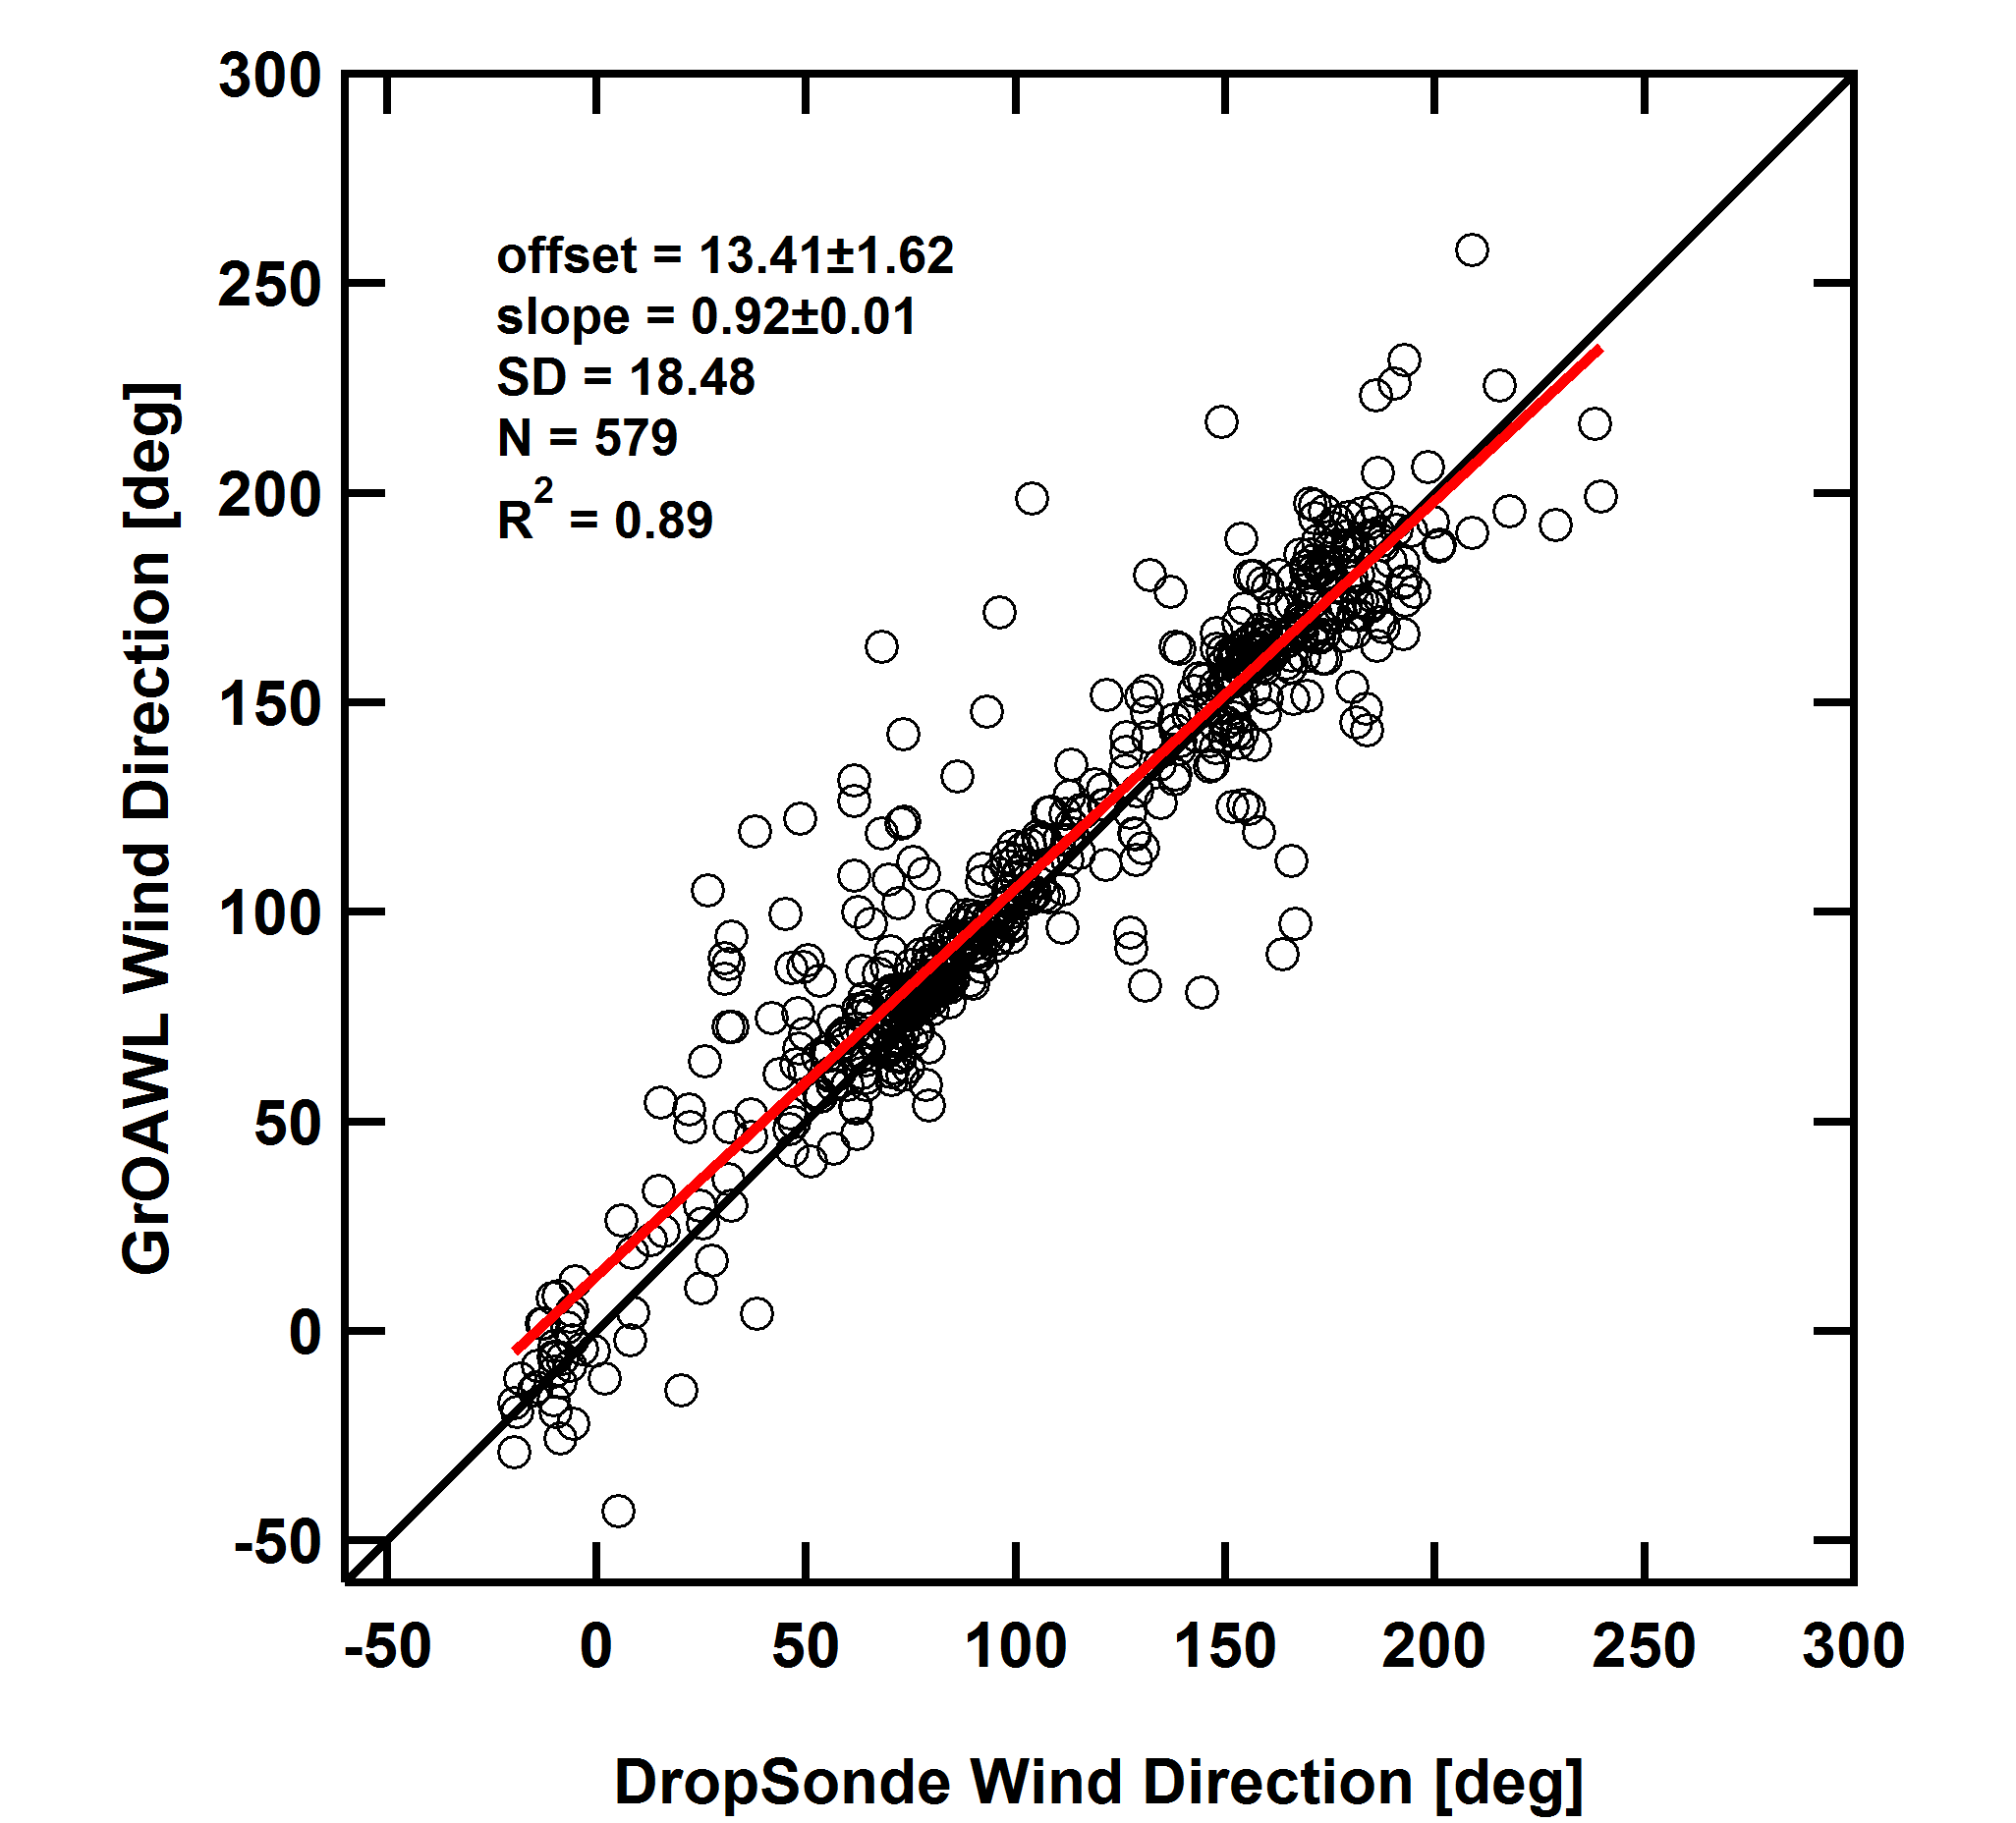 300
250
200
150
100
50
0
-50
GrOAWL Wind Direction [deg]
offset = 13.41±1.62
slope = 0.92±0.01
SD = 18.48
N = 579
R² = 0.89
-50 0 50 100 150 200 250 300
DropSonde Wind Direction [deg]